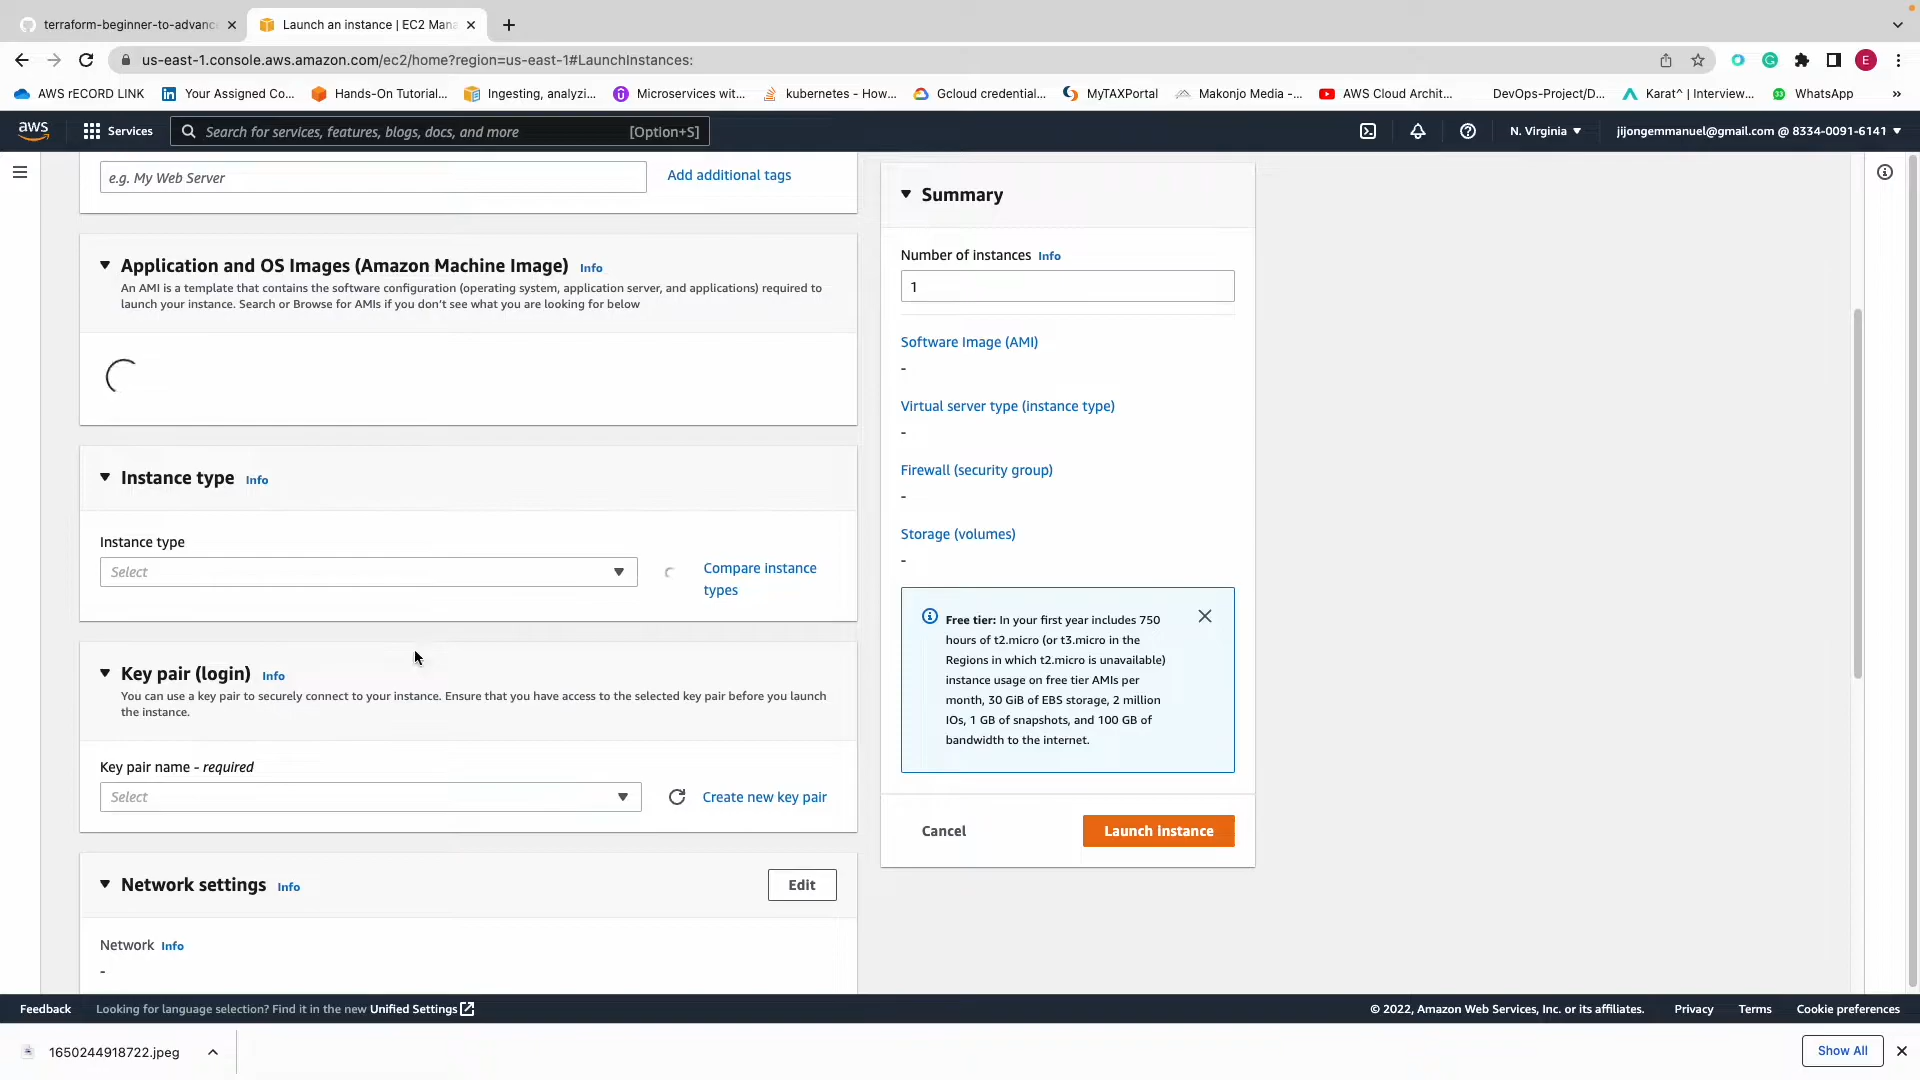 terraform-beginner-to-advanc
Launch an instance | EC2 Mana
us-east-1.console.aws.amazon.com/ec2/home?region=us-east-1#LaunchInstances:
E
AWS rECORD LINK
Your Assigned Co...
Hands-On Tutorial...
Ingesting, analyzi...
Microservices wit...
kubernetes - How...
Gcloud credential...
MyTAXPortal
Makonjo Media -...
AWS Cloud Archit...
DevOps-Project/D...
Karat^ | Interview...
WhatsApp
»
aws
Services
Search for services, features, blogs, docs, and more
[Option+S]
N. Virginia
jijongemmanuel@gmail.com @ 8334-0091-6141
e.g. My Web Server
Add additional tags
Application and OS Images (Amazon Machine Image) Info
An AMI is a template that contains the software configuration (operating system, application server, and applications) required to
launch your instance. Search or Browse for AMIs if you don't see what you are looking for below
Instance type Info
Instance type
Select
Compare instance
types
Key pair (login) Info
You can use a key pair to securely connect to your instance. Ensure that you have access to the selected key pair before you launch
the instance.
Key pair name - required
Select
Create new key pair
Network settings Info
Edit
Network Info
-
Summary
Number of instances Info
1
Software Image (AMI)
-
Virtual server type (instance type)
-
Firewall (security group)
-
Storage (volumes)
-
Free tier: In your first year includes 750
hours of t2.micro (or t3.micro in the
Regions in which t2.micro is unavailable)
instance usage on free tier AMIs per
month, 30 GiB of EBS storage, 2 million
IOs, 1 GB of snapshots, and 100 GB of
bandwidth to the internet.
Cancel
Launch instance
Feedback
Looking for language selection? Find it in the new Unified Settings
© 2022, Amazon Web Services, Inc. or its affiliates.
Privacy
Terms
Cookie preferences
1650244918722.jpeg
Show All